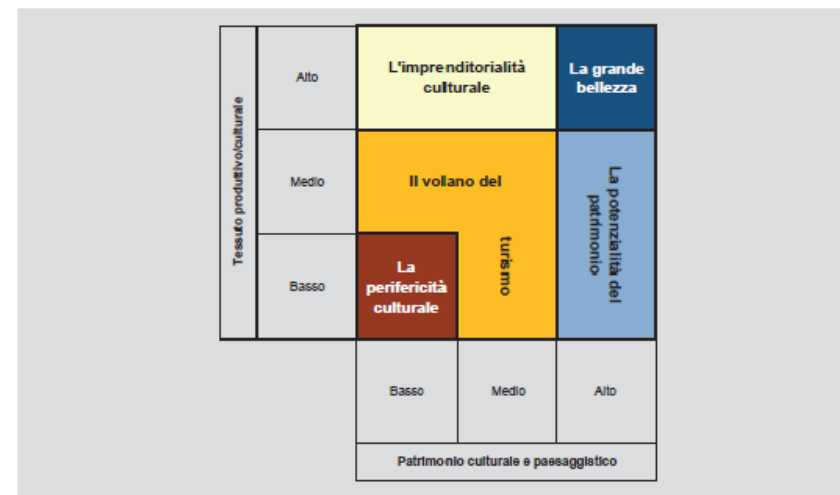 Tessuto produttivo/culturale
Alto
L'imprenditorialità
culturale
La grande
bellezza
Medio
Il volano del
turismo
La potenzialità del
patrimonio
Basso
La
perifericità
culturale
Basso
Medio
Alto
Patrimonio culturale e paesaggistico